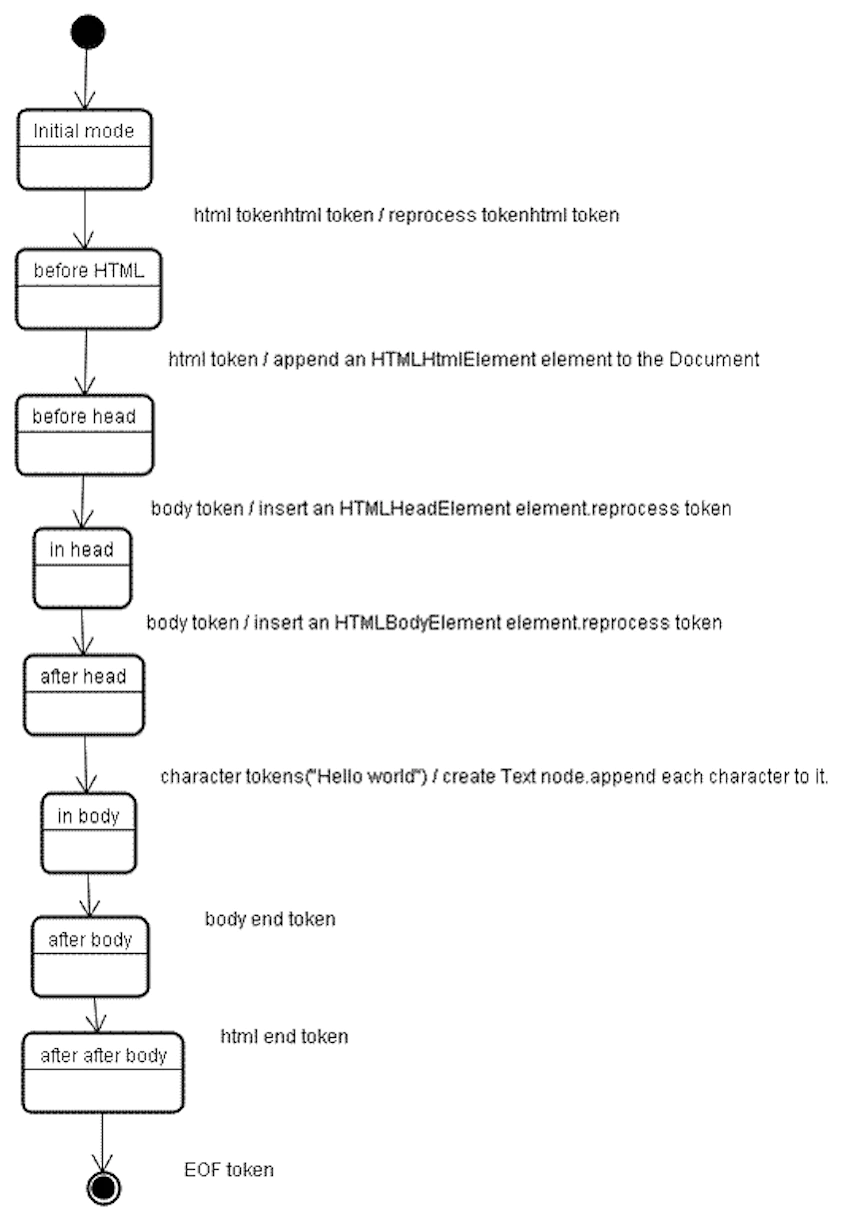 Initial mode
html tokenhtml token / reprocess tokenhtml token
before HTML
html token / append an HTMLHtmlElement element to the Document
before head
body token / insert an HTMLHeadElement element.reprocess token
in head
body token / insert an HTMLBodyElement element.reprocess token
after head
character tokens("Hello world") / create Text node.append each character to it.
in body
body end token
after body
html end token
after after body
EOF token